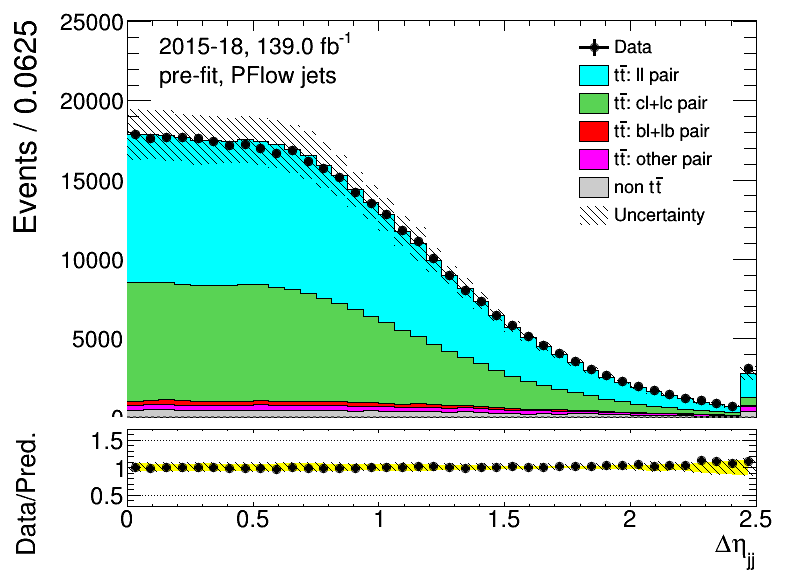 25000
20000
15000
10000
5000
0
Events / 0.0625
2015-18, 139.0 fb⁻¹
pre-fit, PFlow jets
Data
tt̄: ll pair
tt̄: cl+lc pair
tt̄: bl+lb pair
tt̄: other pair
non tt̄
Uncertainty
1.5
1
0.5
Data/Pred.
0 0.5 1 1.5 2 2.5
Δη_jj